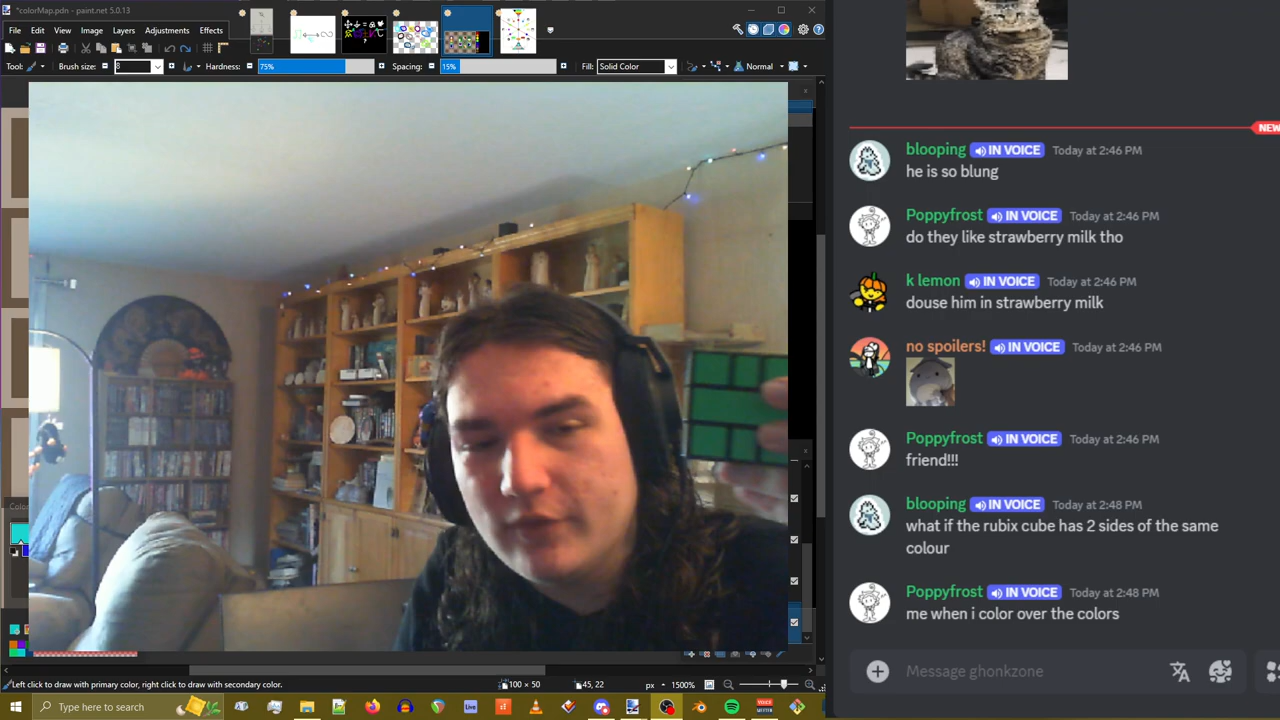 *colorMap.pdn - paint.net 5.0.13
File Edit View Image Layers Adjustments Effects
Tool: Brush size: 8 Hardness: 75% Spacing: 15% Fill: Solid Color Normal
NEW
blooping IN VOICE Today at 2:46 PM
he is so blung
Poppyfrost IN VOICE Today at 2:46 PM
do they like strawberry milk tho
k lemon IN VOICE Today at 2:46 PM
douse him in strawberry milk
no spoilers! IN VOICE Today at 2:46 PM
Poppyfrost IN VOICE Today at 2:46 PM
friend!!!
blooping IN VOICE Today at 2:48 PM
what if the rubix cube has 2 sides of the same
colour
Poppyfrost IN VOICE Today at 2:48 PM
me when i color over the colors
Message ghonkzone
Left click to draw with primary color, right click to draw with secondary color. 100 × 50 45, 22 px 1500%
Type here to search